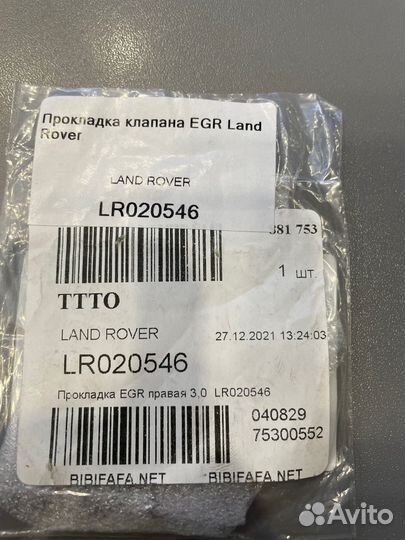 Прокладка клапана EGR Land
Rover
LAND ROVER
LR020546
381 753
1 шт.
TTTO
LAND ROVER
27.12.2021 13:24:03
LR020546
Прокладка EGR правая 3,0 LR020546
040829
75300552
BIBIFAFA.NET
BIBIFAFA.NET
Avito